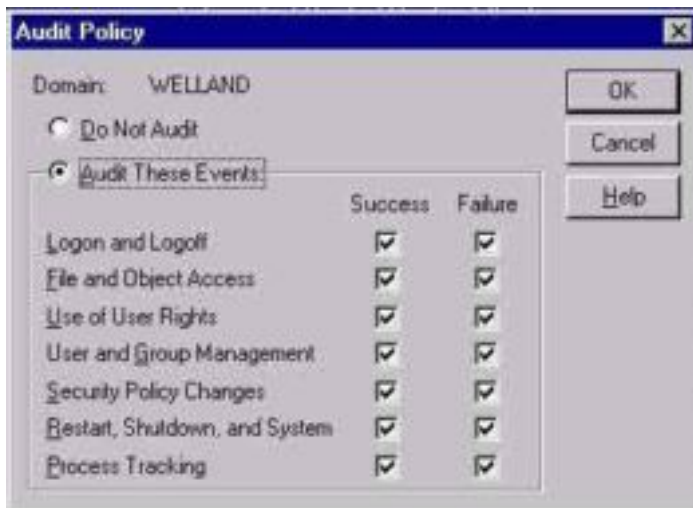 Audit Policy
Domain: WELLAND
Do Not Audit
Audit These Events:
Success Failure
Logon and Logoff
File and Object Access
Use of User Rights
User and Group Management
Security Policy Changes
Restart, Shutdown, and System
Process Tracking
OK
Cancel
Help